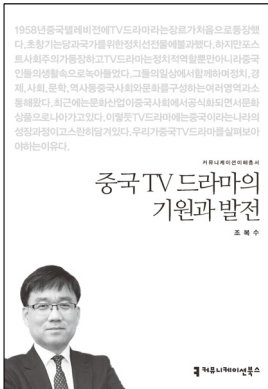 1958년중국텔레비전에TV드라마라는장르가처음으로등장했
다.초창기는당과국가를위한정치선전물에불과했다.하지만포스
트사회주의가등장하고TV드라마는정치적역할뿐만아니라중국
인들의생활속으로녹아들었다.그들의일상에서함께하며정치,경
제,사회,문학,역사등중국사회와문화를구성하는여러영역과소
통해왔다.최근에는문화산업이중국사회에서공식화되면서문화
상품으로나아가고있다.이렇듯TV드라마에는중국이라는나라의
성장과정이고스란히담겨있다.우리가중국TV드라마를살펴보아
야하는이유다.
커뮤니케이션이해총서
중국 TV 드라마의
기원과 발전
조복수
커뮤니케이션북스